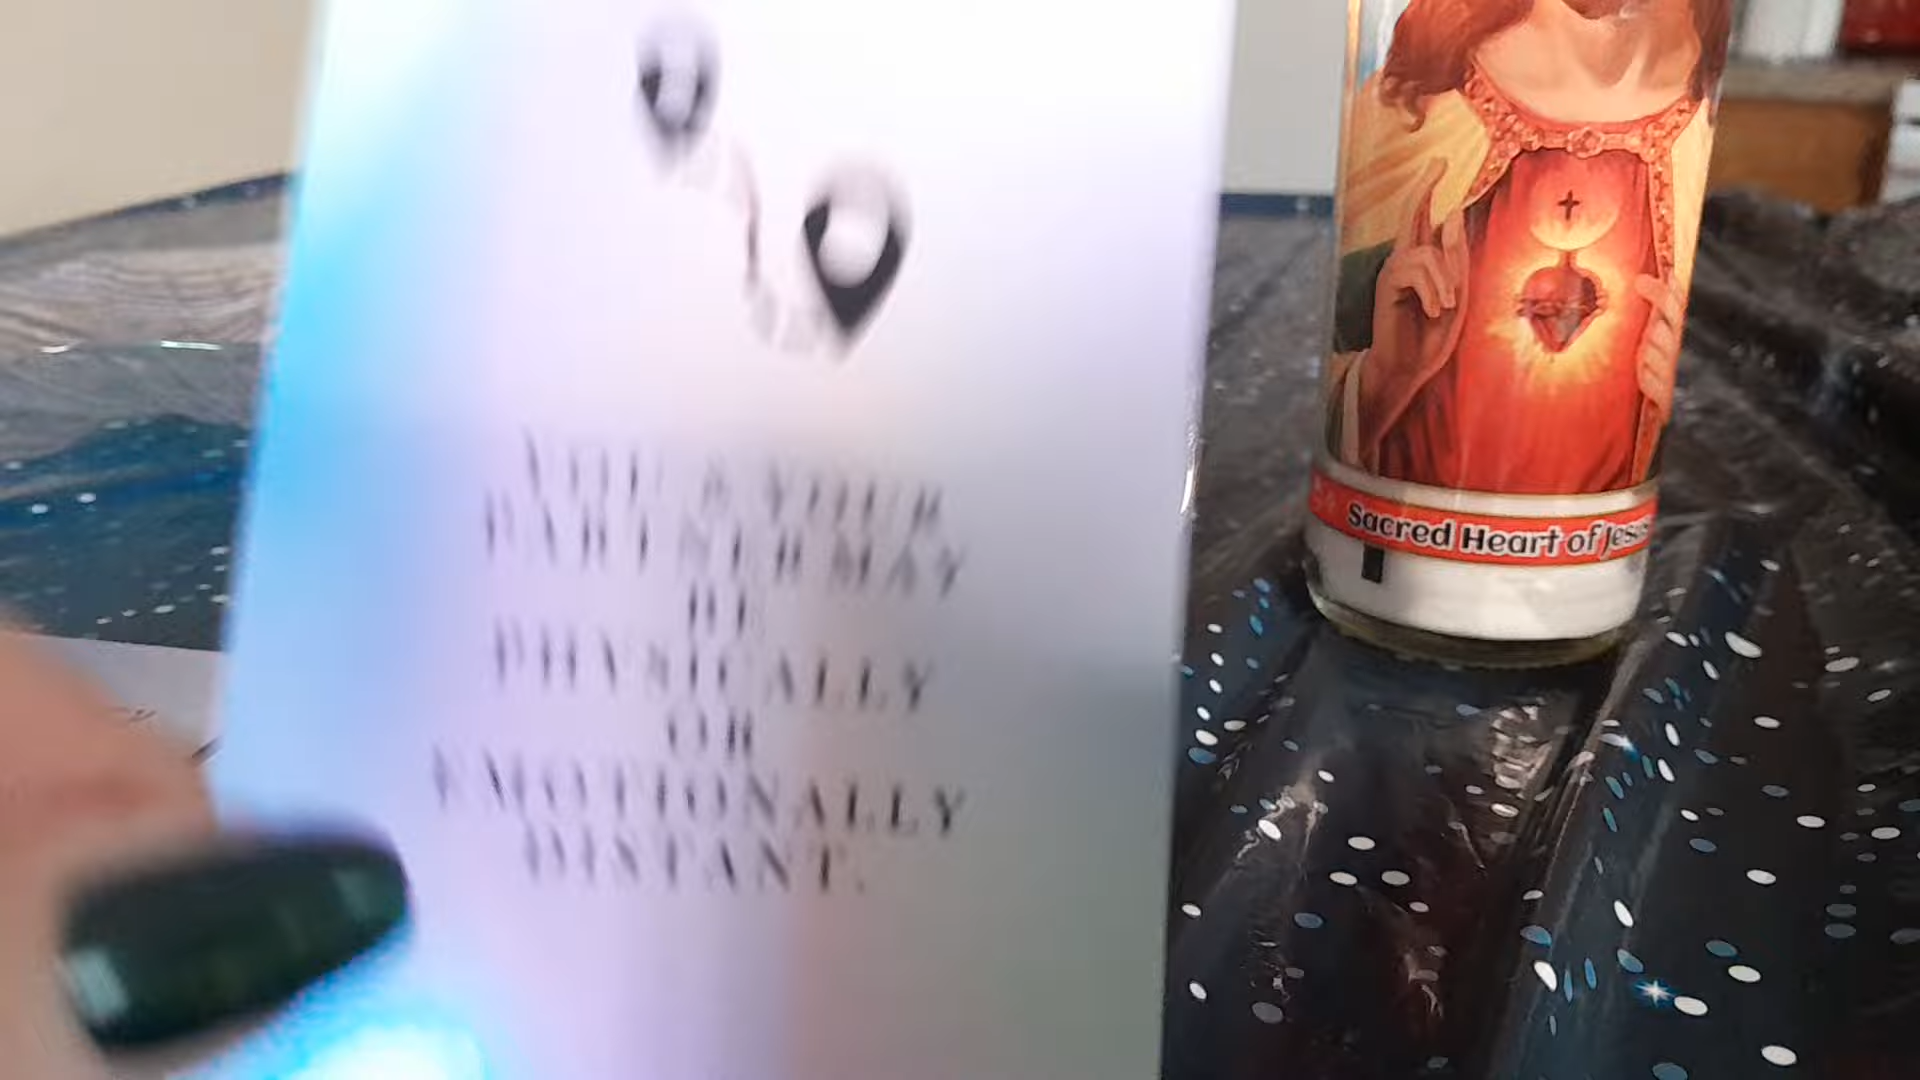 YOU & YOUR
PARTNER MAY
BE
PHYSICALLY
OR
EMOTIONALLY
DISTANT.
Sacred Heart of Jesus